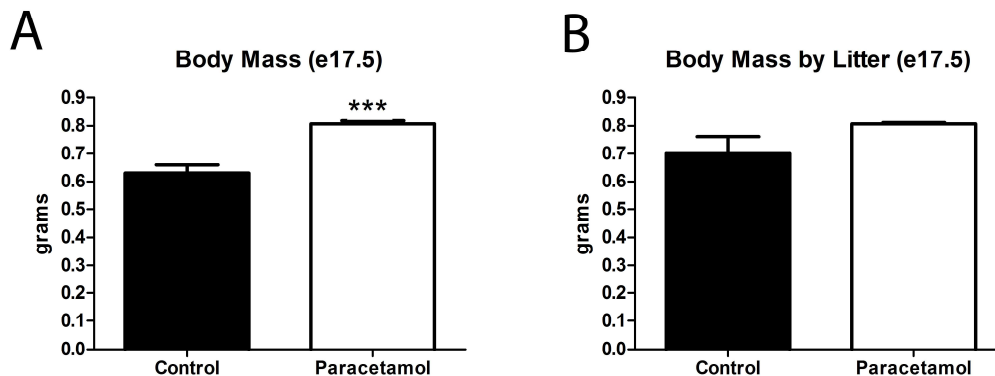 A
Body Mass (e17.5)
grams
0.9
0.8
0.7
0.6
0.5
0.4
0.3
0.2
0.1
0.0
***
Control
Paracetamol
B
Body Mass by Litter (e17.5)
grams
0.9
0.8
0.7
0.6
0.5
0.4
0.3
0.2
0.1
0.0
Control
Paracetamol